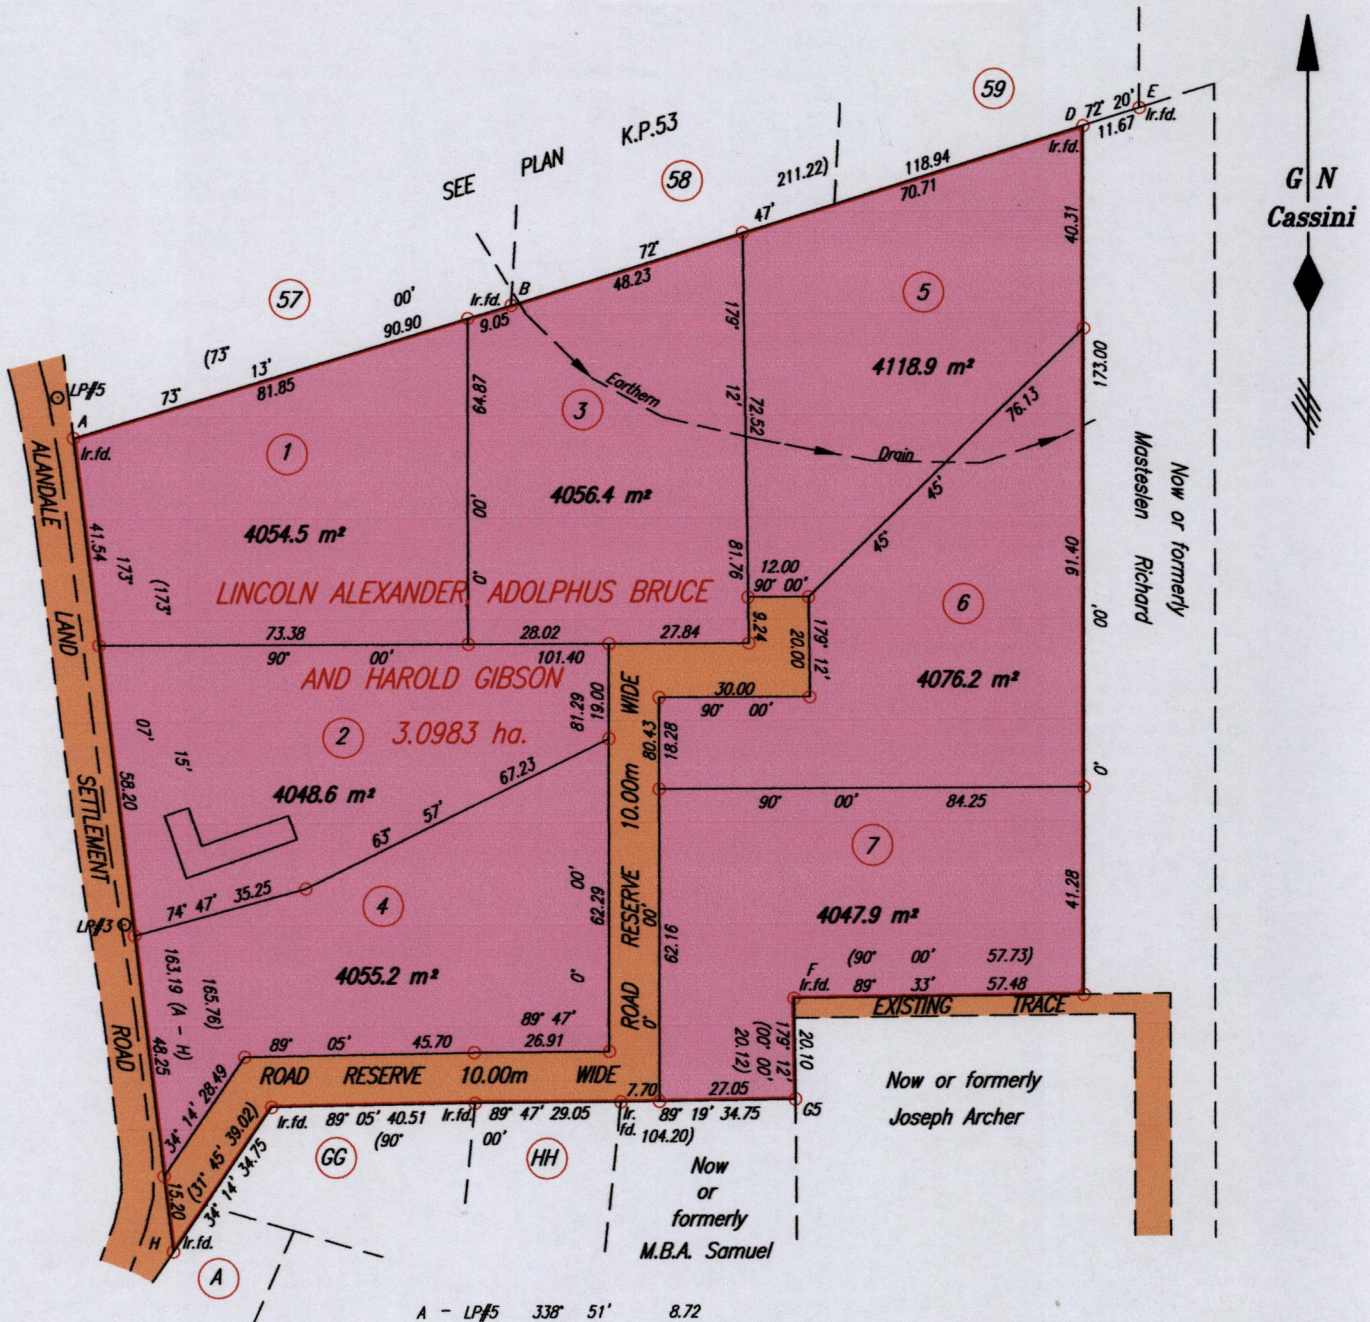 59
D 72° 20' E
Ir.fd.
11.67
Ir.fd.
K.P.53
PLAN
SEE
58
211.22)
118.94
70.71
G N
Cassini
47'
40.31
72°
48.23
57
00'
Ir.fd. B
90.90
9.05
(73°
13'
73°
81.85
LP#5
A
Ir.fd.
179°
12'
5
4118.9 m²
173.00
76.13
Earthern
Drain
64.87
3
72.52
1
45'
45'
4056.4 m²
4054.5 m²
00'
0'
81.76
12.00
90° 00'
91.40
Now or formerly
Masteslen Richard
ALANDALE
LAND
SETTLEMENT
ROAD
41.54
173°
(173°
LINCOLN ALEXANDER ADOLPHUS BRUCE
6
9.24
20.00
179° 12'
00'
73.38
28.02
27.84
90° 00'
101.40
AND HAROLD GIBSON
4076.2 m²
30.00
90° 00'
2
3.0983 ha.
81.29
19.00
80.43
18.28
WIDE
10.00m
RESERVE
ROAD
07'
15'
58.20
67.23
4048.6 m²
0'
90° 00' 84.25
63° 57'
7
74° 47' 35.25
4
00'
62.29
00'
41.28
4047.9 m²
LP#3
62.16
163.19 (A - H)
165.76)
4055.2 m²
0'
(90° 00' 57.73)
F
Ir.fd. 89° 33' 57.48
EXISTING TRACE
0'
89° 47'
26.91
48.25
89° 05' 45.70
179° 12'
(00° 00'
20.12)
20.10
ROAD RESERVE 10.00m WIDE
34° 14' 28.49
7.70
27.05
Now or formerly
Joseph Archer
Ir.fd. 89° 05' 40.51
Ir.fd. 89° 47' 29.05
Ir.
fd.
89° 19' 34.75
G5
(90°
00'
104.20)
(31° 45' 39.02)
34° 14' 34.75
GG
HH
Now
or
formerly
M.B.A. Samuel
15.20
H Ir.fd.
A
A - LP#5 338° 51' 8.72